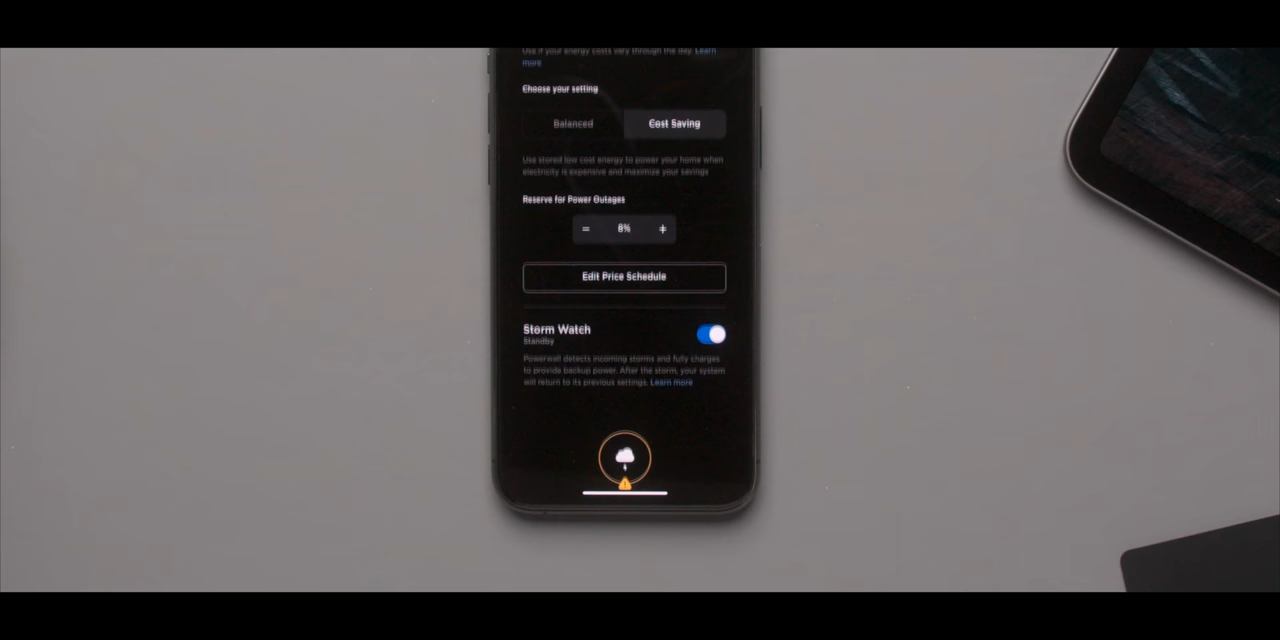 Use if your energy costs vary through the day. Learn
more
Choose your setting
Balanced
Cost Saving
Use stored low cost energy to power your home when
electricity is expensive and maximize your savings
Reserve for Power Outages
8%
Edit Price Schedule
Storm Watch
Standby
Powerwall detects incoming storms and fully charges
to provide backup power. After the storm, your system
will return to its previous settings. Learn more